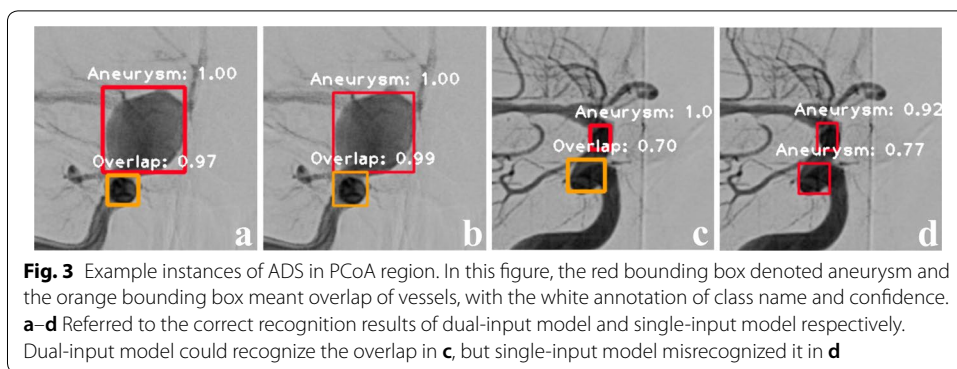 Aneurysm: 1.00
Overlap: 0.97
a
Aneurysm: 1.00
Overlap: 0.99
b
Aneurysm: 1.0
Overlap: 0.70
c
Aneurysm: 0.92
Aneurysm: 0.77
d
Fig. 3 Example instances of ADS in PCoA region. In this figure, the red bounding box denoted aneurysm and
the orange bounding box meant overlap of vessels, with the white annotation of class name and confidence.
a–d Referred to the correct recognition results of dual-input model and single-input model respectively.
Dual-input model could recognize the overlap in c, but single-input model misrecognized it in d